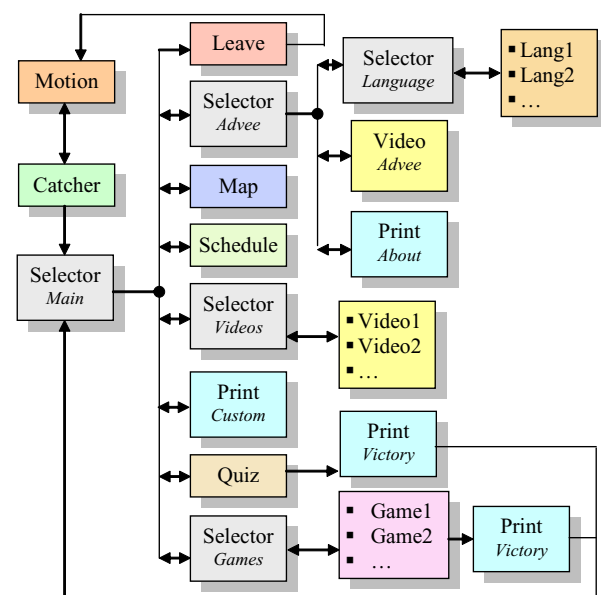 Leave
Motion
Selector
Language
▪ Lang1
▪ Lang2
▪ …
Selector
Advee
Video
Advee
Catcher
Map
Schedule
Print
About
Selector
Main
Selector
Videos
▪ Video1
▪ Video2
▪ …
Print
Custom
Print
Victory
Quiz
Selector
Games
▪ Game1
▪ Game2
▪ …
Print
Victory